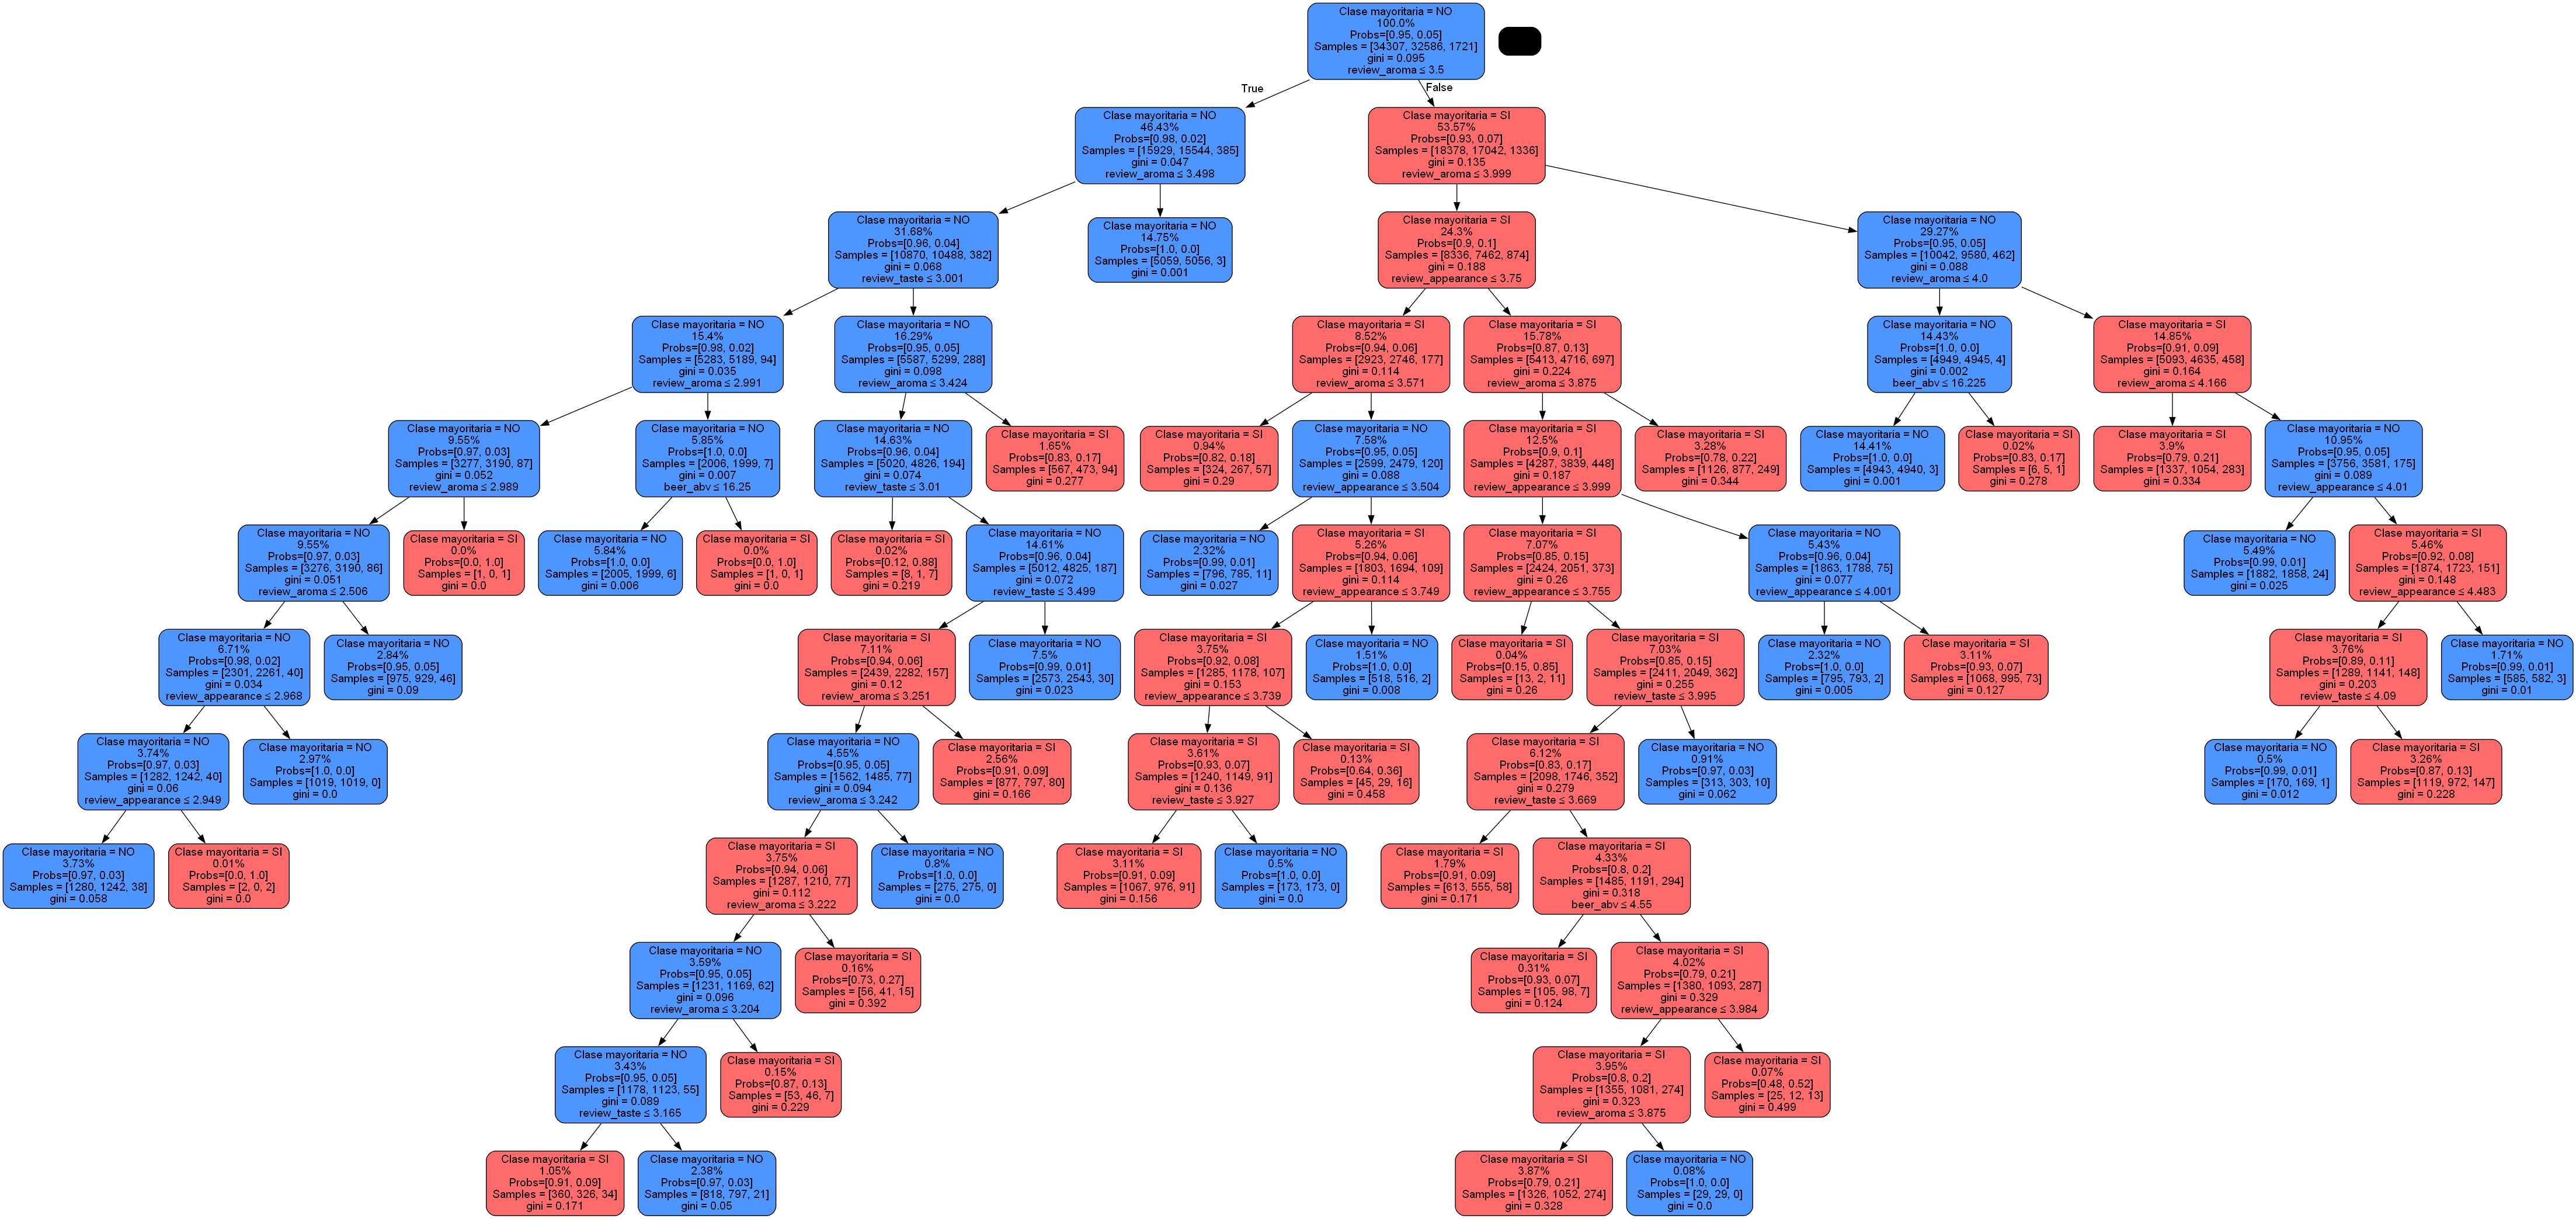 Clase mayoritaria = NO
100.0%
Probs=[0.95, 0.05]
Samples = [34307, 32586, 1721]
gini = 0.095
review_aroma ≤ 3.5
True
False
Clase mayoritaria = NO
46.43%
Probs=[0.98, 0.02]
Samples = [15929, 15544, 385]
gini = 0.047
review_aroma ≤ 3.498
Clase mayoritaria = SI
53.57%
Probs=[0.93, 0.07]
Samples = [18378, 17042, 1336]
gini = 0.135
review_aroma ≤ 3.999
Clase mayoritaria = NO
31.68%
Probs=[0.96, 0.04]
Samples = [10870, 10488, 382]
gini = 0.068
review_taste ≤ 3.001
Clase mayoritaria = NO
14.75%
Probs=[1.0, 0.0]
Samples = [5059, 5056, 3]
gini = 0.001
Clase mayoritaria = SI
24.3%
Probs=[0.9, 0.1]
Samples = [8336, 7462, 874]
gini = 0.188
review_appearance ≤ 3.75
Clase mayoritaria = NO
29.27%
Probs=[0.95, 0.05]
Samples = [10042, 9580, 462]
gini = 0.088
review_aroma ≤ 4.0
Clase mayoritaria = NO
15.4%
Probs=[0.98, 0.02]
Samples = [5283, 5189, 94]
gini = 0.035
review_aroma ≤ 2.991
Clase mayoritaria = NO
16.29%
Probs=[0.95, 0.05]
Samples = [5587, 5299, 288]
gini = 0.098
review_aroma ≤ 3.424
Clase mayoritaria = SI
8.52%
Probs=[0.94, 0.06]
Samples = [2923, 2746, 177]
gini = 0.114
review_aroma ≤ 3.571
Clase mayoritaria = SI
15.78%
Probs=[0.87, 0.13]
Samples = [5413, 4716, 697]
gini = 0.224
review_aroma ≤ 3.875
Clase mayoritaria = NO
14.43%
Probs=[1.0, 0.0]
Samples = [4949, 4945, 4]
gini = 0.002
beer_abv ≤ 16.225
Clase mayoritaria = SI
14.85%
Probs=[0.91, 0.09]
Samples = [5093, 4635, 458]
gini = 0.164
review_aroma ≤ 4.166
Clase mayoritaria = NO
9.55%
Probs=[0.97, 0.03]
Samples = [3277, 3190, 87]
gini = 0.052
review_aroma ≤ 2.989
Clase mayoritaria = NO
5.85%
Probs=[1.0, 0.0]
Samples = [2006, 1999, 7]
gini = 0.007
beer_abv ≤ 16.25
Clase mayoritaria = NO
14.63%
Probs=[0.96, 0.04]
Samples = [5020, 4826, 194]
gini = 0.074
review_taste ≤ 3.01
Clase mayoritaria = SI
1.65%
Probs=[0.83, 0.17]
Samples = [567, 473, 94]
gini = 0.277
Clase mayoritaria = SI
0.94%
Probs=[0.82, 0.18]
Samples = [324, 267, 57]
gini = 0.29
Clase mayoritaria = NO
7.58%
Probs=[0.95, 0.05]
Samples = [2599, 2479, 120]
gini = 0.088
review_appearance ≤ 3.504
Clase mayoritaria = SI
12.5%
Probs=[0.9, 0.1]
Samples = [4287, 3839, 448]
gini = 0.187
review_appearance ≤ 3.999
Clase mayoritaria = SI
3.28%
Probs=[0.78, 0.22]
Samples = [1126, 877, 249]
gini = 0.344
Clase mayoritaria = NO
14.41%
Probs=[1.0, 0.0]
Samples = [4943, 4940, 3]
gini = 0.001
Clase mayoritaria = SI
0.02%
Probs=[0.83, 0.17]
Samples = [6, 5, 1]
gini = 0.278
Clase mayoritaria = SI
3.9%
Probs=[0.79, 0.21]
Samples = [1337, 1054, 283]
gini = 0.334
Clase mayoritaria = NO
10.95%
Probs=[0.95, 0.05]
Samples = [3756, 3581, 175]
gini = 0.089
review_appearance ≤ 4.01
Clase mayoritaria = NO
9.55%
Probs=[0.97, 0.03]
Samples = [3276, 3190, 86]
gini = 0.051
review_aroma ≤ 2.506
Clase mayoritaria = SI
0.0%
Probs=[0.0, 1.0]
Samples = [1, 0, 1]
gini = 0.0
Clase mayoritaria = NO
5.84%
Probs=[1.0, 0.0]
Samples = [2005, 1999, 6]
gini = 0.006
Clase mayoritaria = SI
0.0%
Probs=[0.0, 1.0]
Samples = [1, 0, 1]
gini = 0.0
Clase mayoritaria = SI
0.02%
Probs=[0.12, 0.88]
Samples = [8, 1, 7]
gini = 0.219
Clase mayoritaria = NO
14.61%
Probs=[0.96, 0.04]
Samples = [5012, 4825, 187]
gini = 0.072
review_taste ≤ 3.499
Clase mayoritaria = NO
2.32%
Probs=[0.99, 0.01]
Samples = [796, 785, 11]
gini = 0.027
Clase mayoritaria = SI
5.26%
Probs=[0.94, 0.06]
Samples = [1803, 1694, 109]
gini = 0.114
review_appearance ≤ 3.749
Clase mayoritaria = SI
7.07%
Probs=[0.85, 0.15]
Samples = [2424, 2051, 373]
gini = 0.26
review_appearance ≤ 3.755
Clase mayoritaria = NO
5.43%
Probs=[0.96, 0.04]
Samples = [1863, 1788, 75]
gini = 0.077
review_appearance ≤ 4.001
Clase mayoritaria = NO
5.49%
Probs=[0.99, 0.01]
Samples = [1882, 1858, 24]
gini = 0.025
Clase mayoritaria = SI
5.46%
Probs=[0.92, 0.08]
Samples = [1874, 1723, 151]
gini = 0.148
review_appearance ≤ 4.483
Clase mayoritaria = NO
6.71%
Probs=[0.98, 0.02]
Samples = [2301, 2261, 40]
gini = 0.034
review_appearance ≤ 2.968
Clase mayoritaria = NO
2.84%
Probs=[0.95, 0.05]
Samples = [975, 929, 46]
gini = 0.09
Clase mayoritaria = SI
7.11%
Probs=[0.94, 0.06]
Samples = [2439, 2282, 157]
gini = 0.12
review_aroma ≤ 3.251
Clase mayoritaria = NO
7.5%
Probs=[0.99, 0.01]
Samples = [2573, 2543, 30]
gini = 0.023
Clase mayoritaria = SI
3.75%
Probs=[0.92, 0.08]
Samples = [1285, 1178, 107]
gini = 0.153
review_appearance ≤ 3.739
Clase mayoritaria = NO
1.51%
Probs=[1.0, 0.0]
Samples = [518, 516, 2]
gini = 0.008
Clase mayoritaria = SI
0.04%
Probs=[0.15, 0.85]
Samples = [13, 2, 11]
gini = 0.26
Clase mayoritaria = SI
7.03%
Probs=[0.85, 0.15]
Samples = [2411, 2049, 362]
gini = 0.255
review_taste ≤ 3.995
Clase mayoritaria = NO
2.32%
Probs=[1.0, 0.0]
Samples = [795, 793, 2]
gini = 0.005
Clase mayoritaria = SI
3.11%
Probs=[0.93, 0.07]
Samples = [1068, 995, 73]
gini = 0.127
Clase mayoritaria = SI
3.76%
Probs=[0.89, 0.11]
Samples = [1289, 1141, 148]
gini = 0.203
review_taste ≤ 4.09
Clase mayoritaria = NO
1.71%
Probs=[0.99, 0.01]
Samples = [585, 582, 3]
gini = 0.01
Clase mayoritaria = NO
3.74%
Probs=[0.97, 0.03]
Samples = [1282, 1242, 40]
gini = 0.06
review_appearance ≤ 2.949
Clase mayoritaria = NO
2.97%
Probs=[1.0, 0.0]
Samples = [1019, 1019, 0]
gini = 0.0
Clase mayoritaria = NO
4.55%
Probs=[0.95, 0.05]
Samples = [1562, 1485, 77]
gini = 0.094
review_aroma ≤ 3.242
Clase mayoritaria = SI
2.56%
Probs=[0.91, 0.09]
Samples = [877, 797, 80]
gini = 0.166
Clase mayoritaria = SI
3.61%
Probs=[0.93, 0.07]
Samples = [1240, 1149, 91]
gini = 0.136
review_taste ≤ 3.927
Clase mayoritaria = SI
0.13%
Probs=[0.64, 0.36]
Samples = [45, 29, 16]
gini = 0.458
Clase mayoritaria = SI
6.12%
Probs=[0.83, 0.17]
Samples = [2098, 1746, 352]
gini = 0.279
review_taste ≤ 3.669
Clase mayoritaria = NO
0.91%
Probs=[0.97, 0.03]
Samples = [313, 303, 10]
gini = 0.062
Clase mayoritaria = NO
0.5%
Probs=[0.99, 0.01]
Samples = [170, 169, 1]
gini = 0.012
Clase mayoritaria = SI
3.26%
Probs=[0.87, 0.13]
Samples = [1119, 972, 147]
gini = 0.228
Clase mayoritaria = NO
3.73%
Probs=[0.97, 0.03]
Samples = [1280, 1242, 38]
gini = 0.058
Clase mayoritaria = SI
0.01%
Probs=[0.0, 1.0]
Samples = [2, 0, 2]
gini = 0.0
Clase mayoritaria = SI
3.75%
Probs=[0.94, 0.06]
Samples = [1287, 1210, 77]
gini = 0.112
review_aroma ≤ 3.222
Clase mayoritaria = NO
0.8%
Probs=[1.0, 0.0]
Samples = [275, 275, 0]
gini = 0.0
Clase mayoritaria = SI
3.11%
Probs=[0.91, 0.09]
Samples = [1067, 976, 91]
gini = 0.156
Clase mayoritaria = NO
0.5%
Probs=[1.0, 0.0]
Samples = [173, 173, 0]
gini = 0.0
Clase mayoritaria = SI
1.79%
Probs=[0.91, 0.09]
Samples = [613, 555, 58]
gini = 0.171
Clase mayoritaria = SI
4.33%
Probs=[0.8, 0.2]
Samples = [1485, 1191, 294]
gini = 0.318
beer_abv ≤ 4.55
Clase mayoritaria = NO
3.59%
Probs=[0.95, 0.05]
Samples = [1231, 1169, 62]
gini = 0.096
review_aroma ≤ 3.204
Clase mayoritaria = SI
0.16%
Probs=[0.73, 0.27]
Samples = [56, 41, 15]
gini = 0.392
Clase mayoritaria = SI
0.31%
Probs=[0.93, 0.07]
Samples = [105, 98, 7]
gini = 0.124
Clase mayoritaria = SI
4.02%
Probs=[0.79, 0.21]
Samples = [1380, 1093, 287]
gini = 0.329
review_appearance ≤ 3.984
Clase mayoritaria = NO
3.43%
Probs=[0.95, 0.05]
Samples = [1178, 1123, 55]
gini = 0.089
review_taste ≤ 3.165
Clase mayoritaria = SI
0.15%
Probs=[0.87, 0.13]
Samples = [53, 46, 7]
gini = 0.229
Clase mayoritaria = SI
3.95%
Probs=[0.8, 0.2]
Samples = [1355, 1081, 274]
gini = 0.323
review_aroma ≤ 3.875
Clase mayoritaria = SI
0.07%
Probs=[0.48, 0.52]
Samples = [25, 12, 13]
gini = 0.499
Clase mayoritaria = SI
1.05%
Probs=[0.91, 0.09]
Samples = [360, 326, 34]
gini = 0.171
Clase mayoritaria = NO
2.38%
Probs=[0.97, 0.03]
Samples = [818, 797, 21]
gini = 0.05
Clase mayoritaria = SI
3.87%
Probs=[0.79, 0.21]
Samples = [1326, 1052, 274]
gini = 0.328
Clase mayoritaria = NO
0.08%
Probs=[1.0, 0.0]
Samples = [29, 29, 0]
gini = 0.0